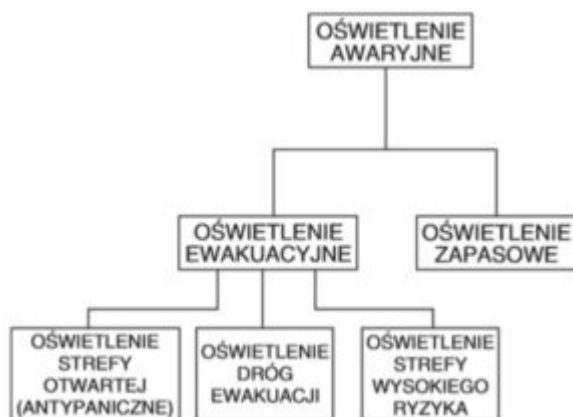 OŚWIETLENIE
AWARYJNE
OŚWIETLENIE
EWAKUACYJNE
OŚWIETLENIE
ZAPASOWE
OŚWIETLENIE
STREFY
OTWARTEJ
(ANTYPANICZNE)
OŚWIETLENIE
DRÓG
EWAKUACJI
OŚWIETLENIE
STREFY
WYSOKIEGO
RYZYKA